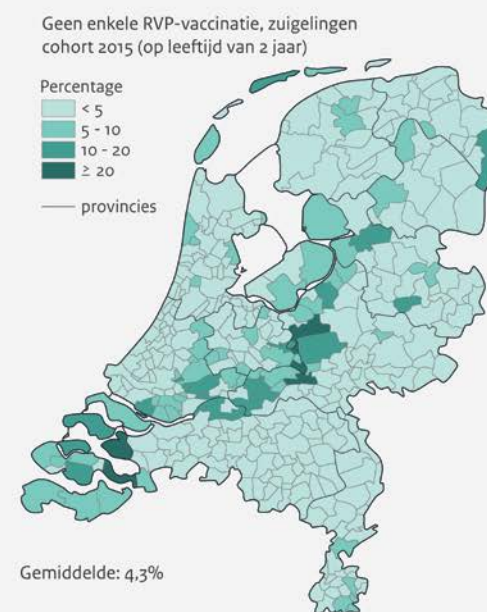 Geen enkele RVP-vaccinatie, zuigelingen
cohort 2015 (op leeftijd van 2 jaar)
Percentage
< 5
5 - 10
10 - 20
≥ 20
provincies
Gemiddelde: 4,3%